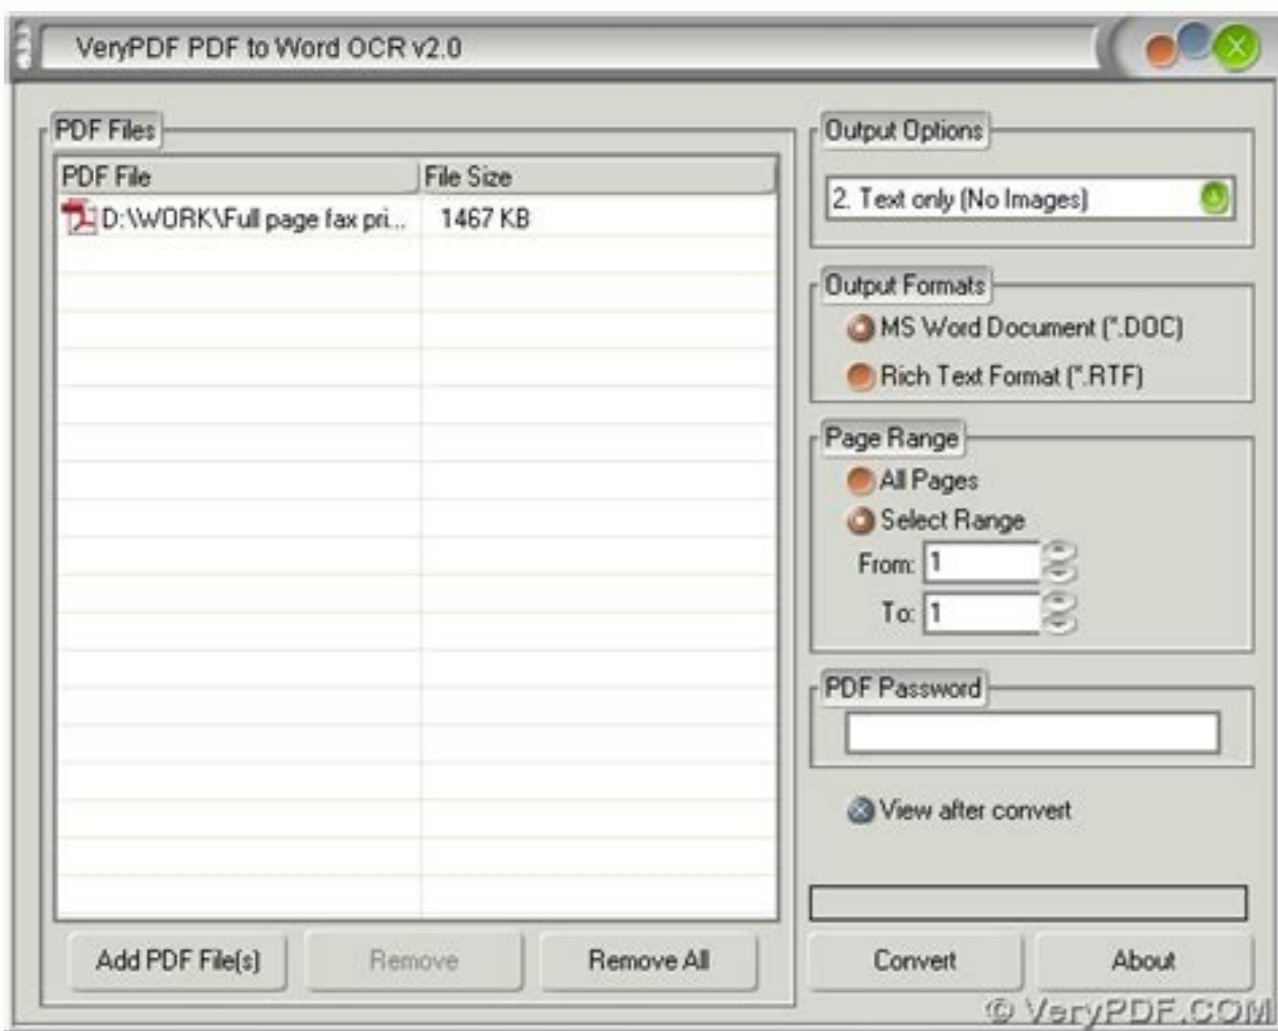 VeryPDF PDF to Word OCR v2.0
PDF Files
PDF File File Size
D:\WORK\Full page fax pri... 1467 KB
Add PDF File(s) Remove Remove All
Output Options
2. Text only (No Images)
Output Formats
MS Word Document (*.DOC)
Rich Text Format (*.RTF)
Page Range
All Pages
Select Range
From: 1
To: 1
PDF Password
View after convert
Convert About
© VeryPDF.COM